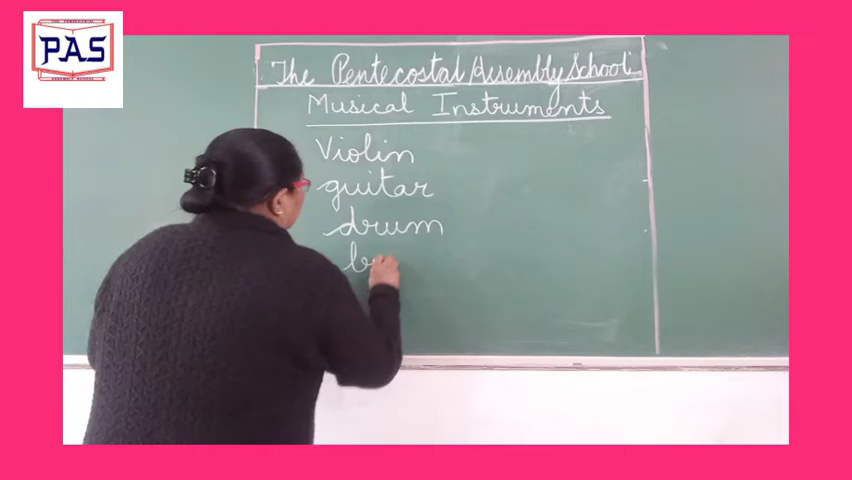 PAS
The Pentecostal Assembly School
Musical Instruments
Violin
guitar
drum